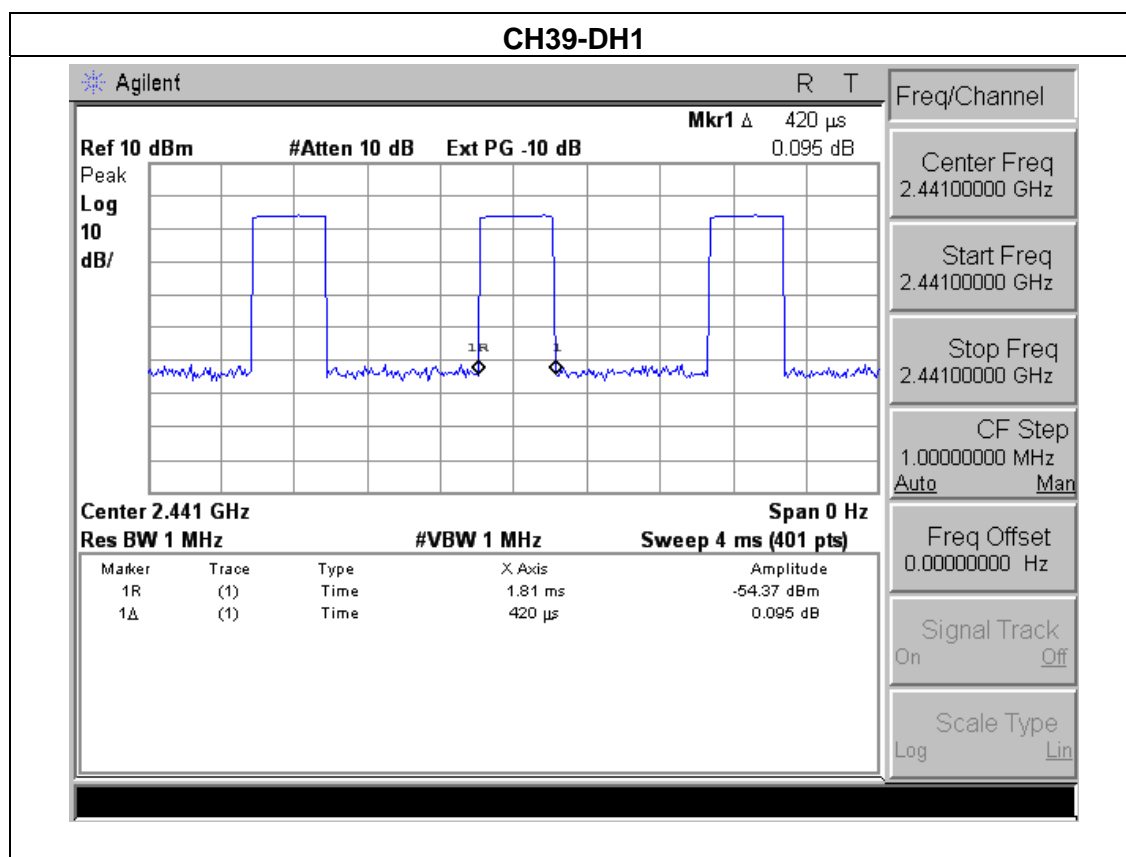 CH39-DH1
Agilent R T
Mkr1 Δ 420 µs
Ref 10 dBm #Atten 10 dB Ext PG -10 dB 0.095 dB
Peak
Log
10
dB/
1R 1
Center 2.441 GHz Span 0 Hz
Res BW 1 MHz #VBW 1 MHz Sweep 4 ms (401 pts)
Marker Trace Type X Axis Amplitude
1R (1) Time 1.81 ms -54.37 dBm
1Δ (1) Time 420 µs 0.095 dB
Freq/Channel
Center Freq
2.44100000 GHz
Start Freq
2.44100000 GHz
Stop Freq
2.44100000 GHz
CF Step
1.00000000 MHz
Auto Man
Freq Offset
0.00000000 Hz
Signal Track
On Off
Scale Type
Log Lin